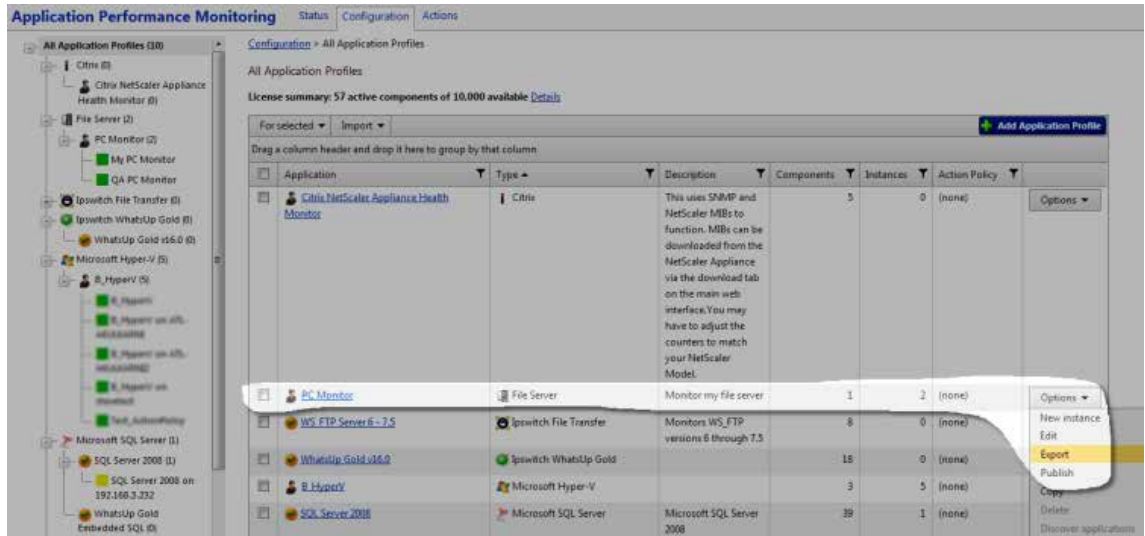 Application Performance Monitoring
Status
Configuration
Actions
All Application Profiles (10)
Citrix (0)
Citrix NetScaler Appliance
Health Monitor (0)
File Server (2)
PC Monitor (2)
My PC Monitor
QA PC Monitor
Ipswitch File Transfer (0)
Ipswitch WhatsUp Gold (0)
WhatsUp Gold v16.0 (0)
Microsoft Hyper-V (5)
B_HyperV (5)
Microsoft SQL Server (1)
SQL Server 2008 (1)
SQL Server 2008 on
192.168.3.232
WhatsUp Gold
Embedded SQL (0)
Configuration > All Application Profiles
All Application Profiles
License summary: 57 active components of 10,000 available Details
For selected
Import
Add Application Profile
Drag a column header and drop it here to group by that column
Application
Type
Description
Components
Instances
Action Policy
Citrix NetScaler Appliance Health
Monitor
Citrix
This uses SNMP and
NetScaler MIBs to
function. MIBs can be
downloaded from the
NetScaler Appliance
via the download tab
on the main web
interface.You may
have to adjust the
counters to match
your NetScaler
Model.
5
0
(none)
Options
PC Monitor
File Server
Monitor my file server
1
2
(none)
Options
WS_FTP Server 6 - 7.5
Ipswitch File Transfer
Monitors WS_FTP
versions 6 through 7.5
8
0
(none)
WhatsUp Gold v16.0
Ipswitch WhatsUp Gold
18
0
(none)
B_HyperV
Microsoft Hyper-V
3
5
(none)
SQL Server 2008
Microsoft SQL Server
Microsoft SQL Server
2008
39
1
(none)
New instance
Edit
Export
Publish
Copy
Delete
Discover applications